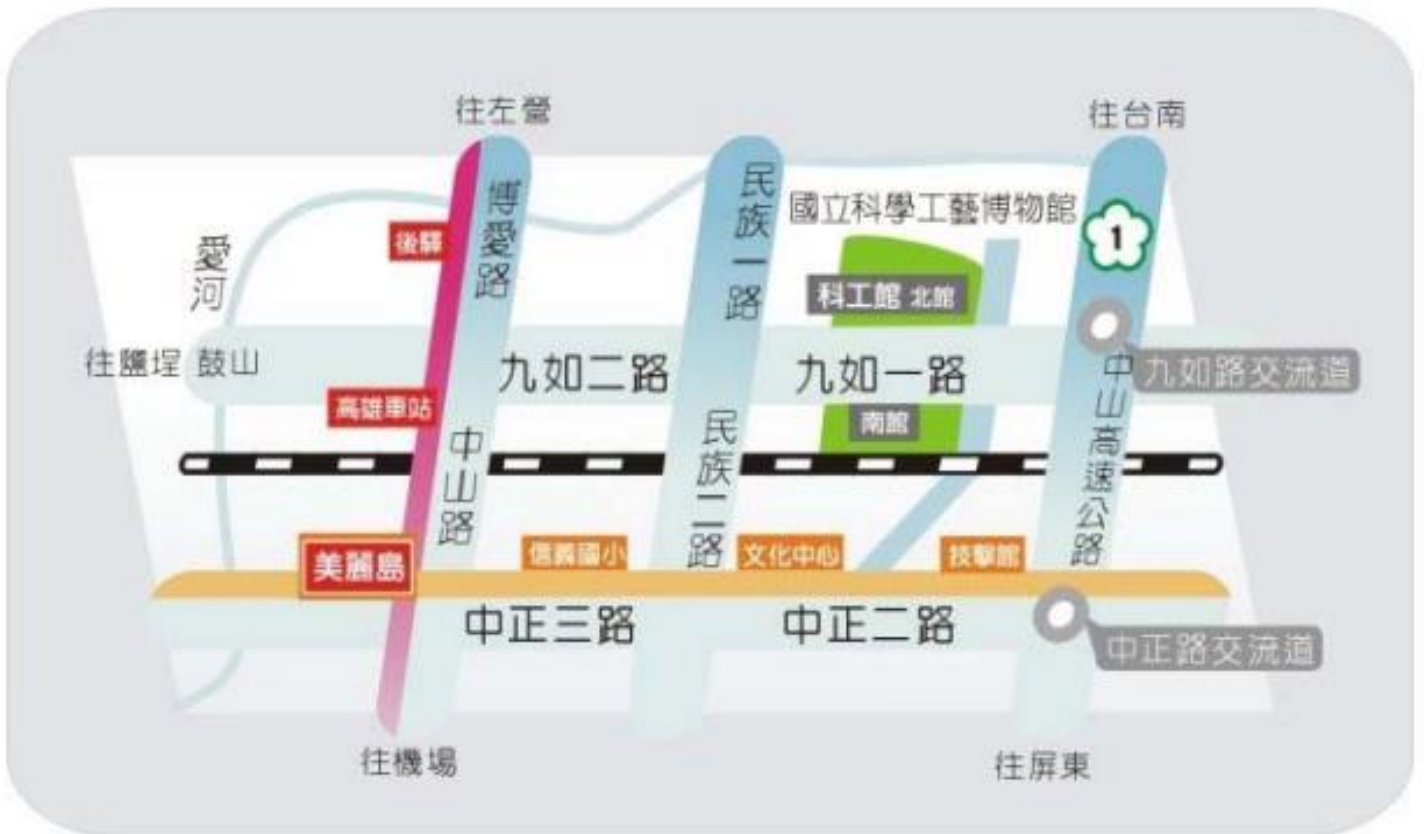 往左營
往台南
博愛路
民族一路
國立科學工藝博物館
1
後驛
愛河
科工館 北館
往鹽埕 鼓山
九如二路
九如一路
九如路交流道
高雄車站
南館
中山路
民族二路
中山高速公路
美麗島
信義國小
文化中心
技擊館
中正三路
中正二路
中正路交流道
往機場
往屏東